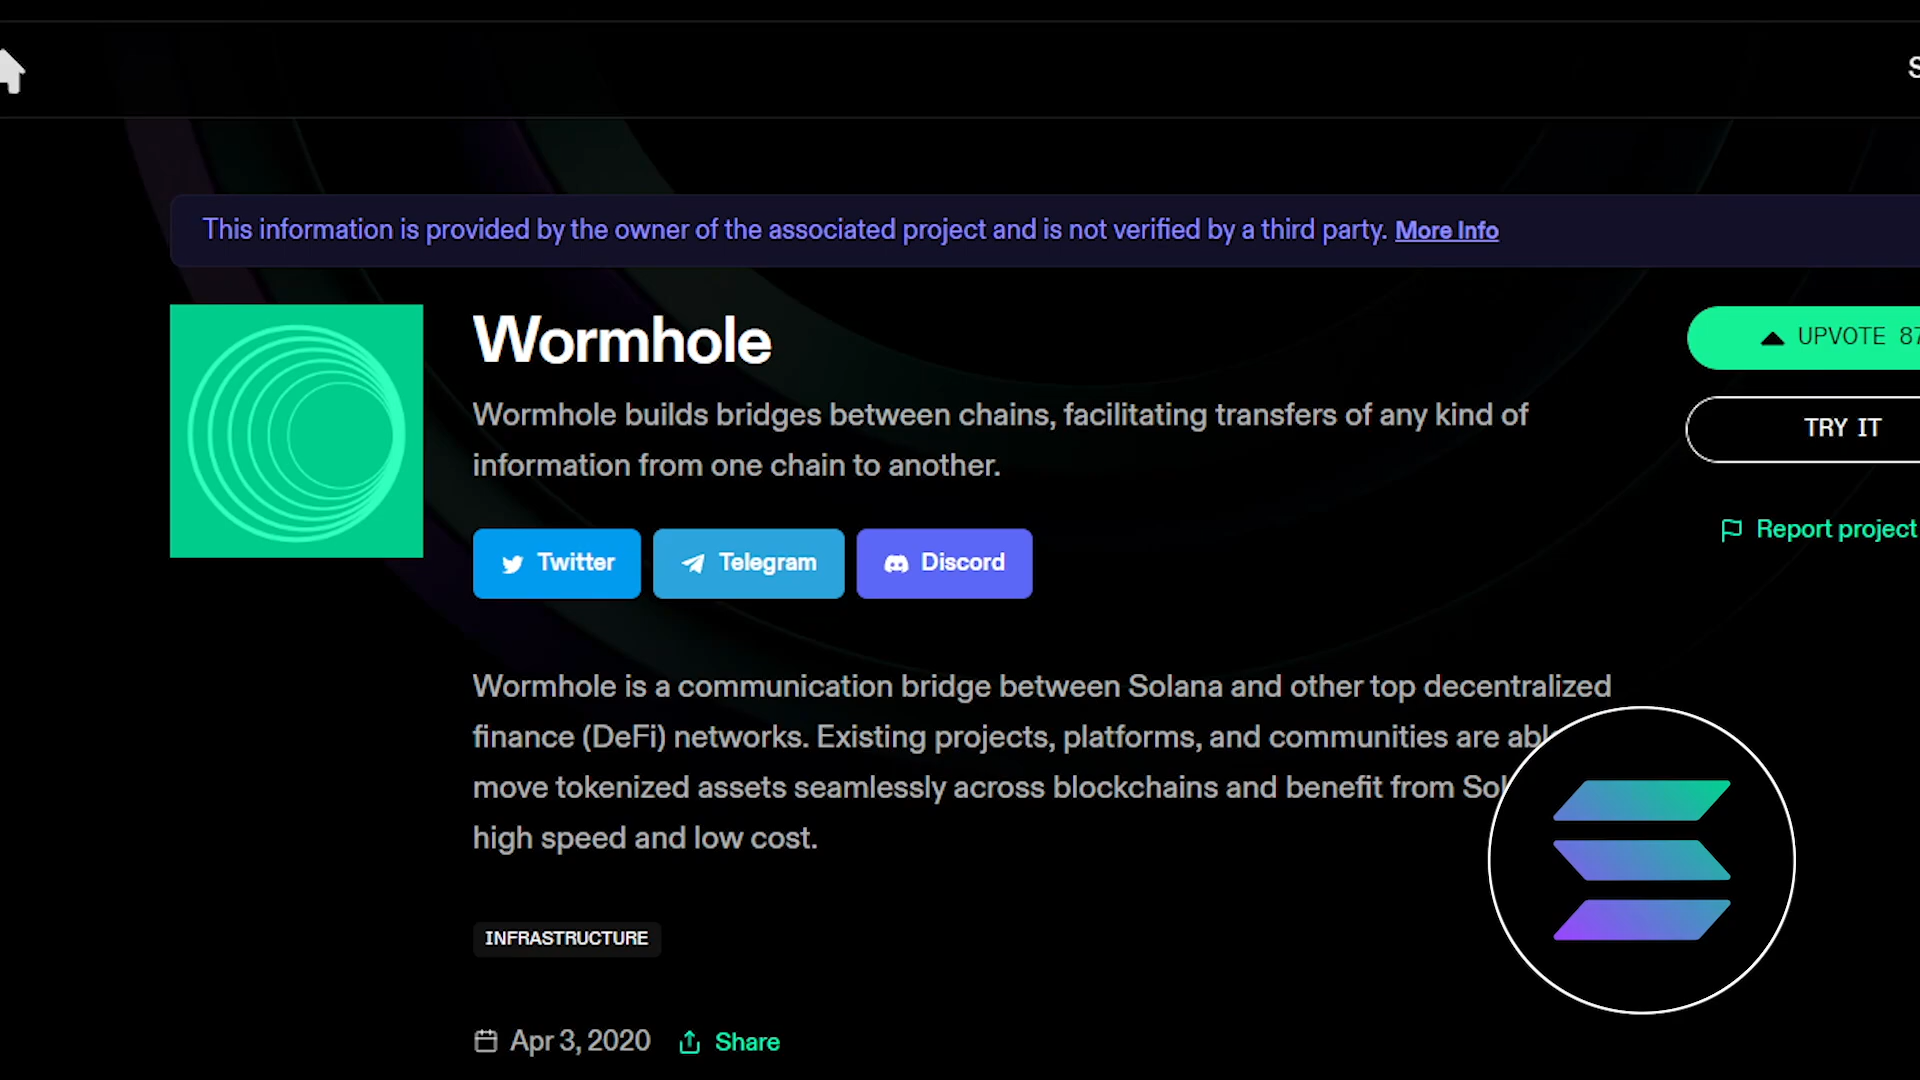 This information is provided by the owner of the associated project and is not verified by a third party. More Info
Wormhole
Wormhole builds bridges between chains, facilitating transfers of any kind of
information from one chain to another.
UPVOTE 87
TRY IT
Report project
Twitter Telegram Discord
Wormhole is a communication bridge between Solana and other top decentralized
finance (DeFi) networks. Existing projects, platforms, and communities are
move tokenized assets seamlessly across blockchains and benefit from
high speed and low cost.
INFRASTRUCTURE
Apr 3, 2020 Share